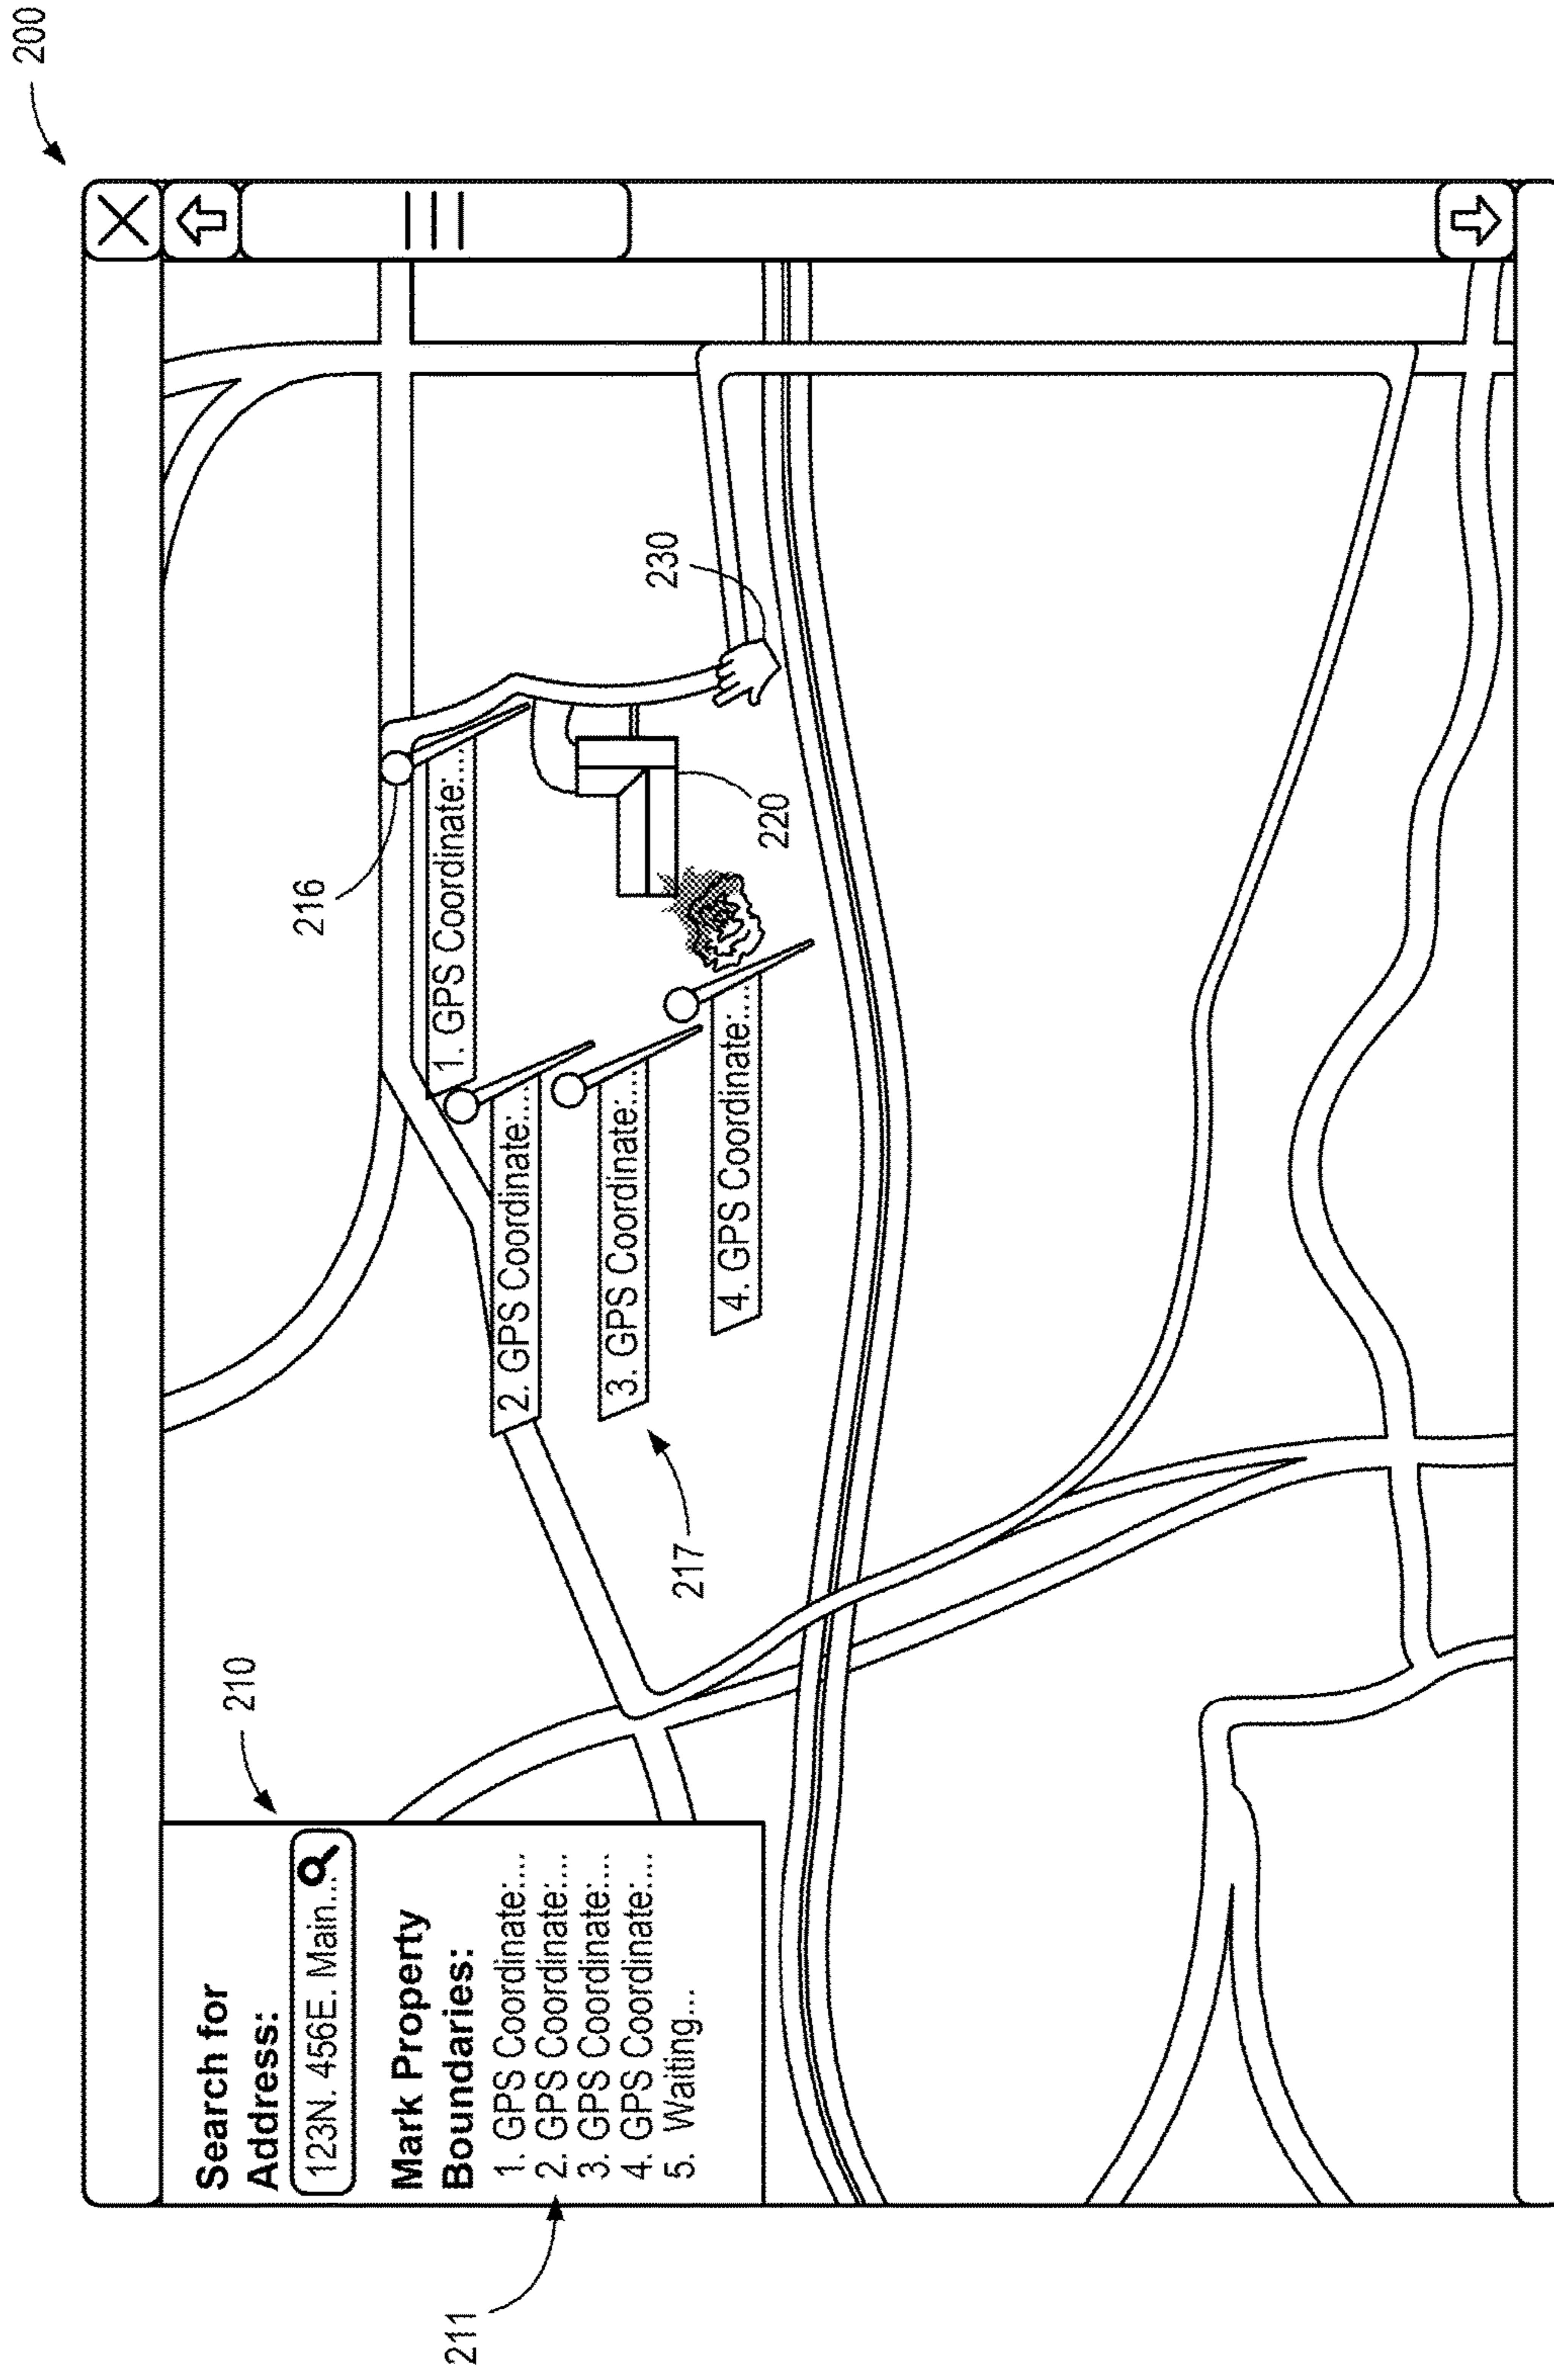 200
210
Search for
Address:
123N. 456E. Main...
Mark Property
Boundaries:
1. GPS Coordinate:...
2. GPS Coordinate:...
3. GPS Coordinate:...
4. GPS Coordinate:...
5. Waiting...
211
216
1. GPS Coordinate:...
2. GPS Coordinate:...
3. GPS Coordinate:...
4. GPS Coordinate:...
217
220
230